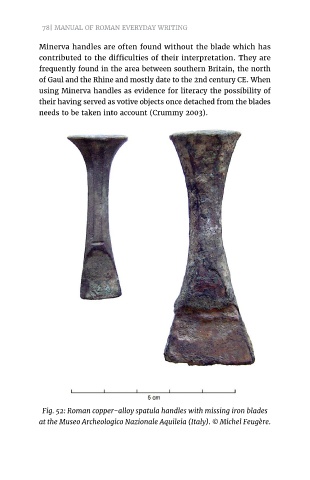 78| MANUAL OF ROMAN EVERYDAY WRITING
Minerva handles are often found without the blade which has
contributed to the difficulties of their interpretation. They are
frequently found in the area between southern Britain, the north
of Gaul and the Rhine and mostly date to the 2nd century CE. When
using Minerva handles as evidence for literacy the possibility of
their having served as votive objects once detached from the blades
needs to be taken into account (Crummy 2003).
5 cm
Fig. 52: Roman copper-alloy spatula handles with missing iron blades
at the Museo Archeologico Nazionale Aquileia (Italy). © Michel Feugère.